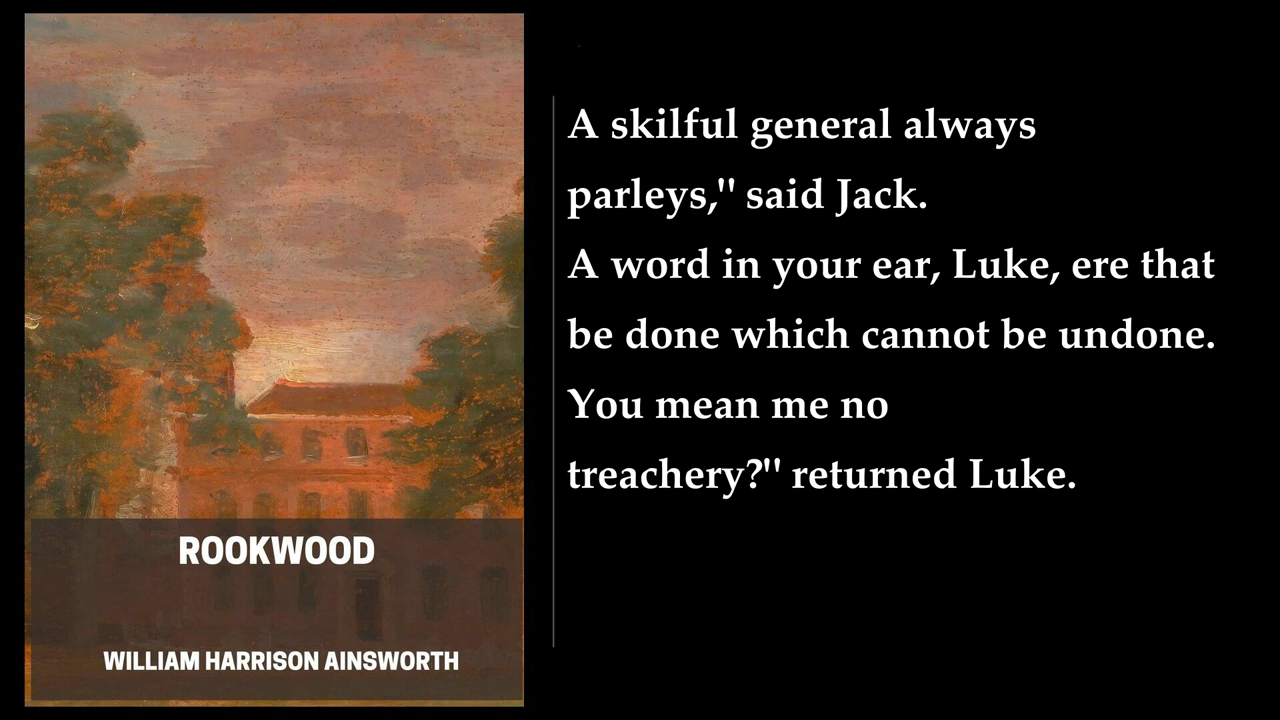 A skilful general always
parleys," said Jack.
A word in your ear, Luke, ere that
be done which cannot be undone.
You mean me no
treachery?" returned Luke.
ROOKWOOD
WILLIAM HARRISON AINSWORTH